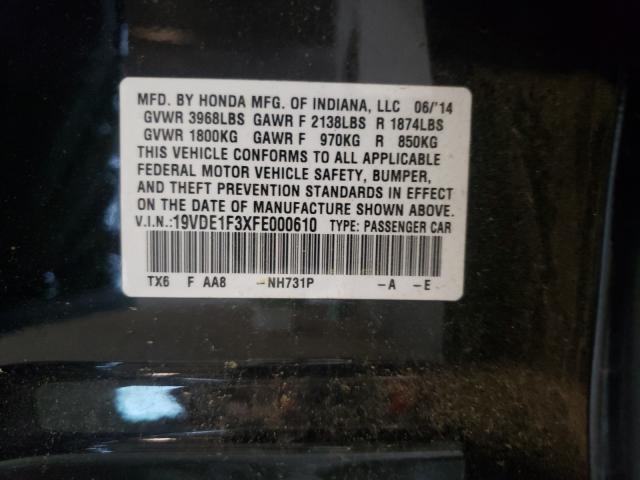 MFD. BY HONDA MFG. OF INDIANA, LLC 06/'14
GVWR 3968LBS GAWR F 2138LBS R 1874LBS
GVWR 1800KG GAWR F 970KG R 850KG
THIS VEHICLE CONFORMS TO ALL APPLICABLE
FEDERAL MOTOR VEHICLE SAFETY, BUMPER,
AND THEFT PREVENTION STANDARDS IN EFFECT
ON THE DATE OF MANUFACTURE SHOWN ABOVE.
V.I.N.:19VDE1F3XFE000610 TYPE: PASSENGER CAR
TX6 F AA8 -NH731P -A -E